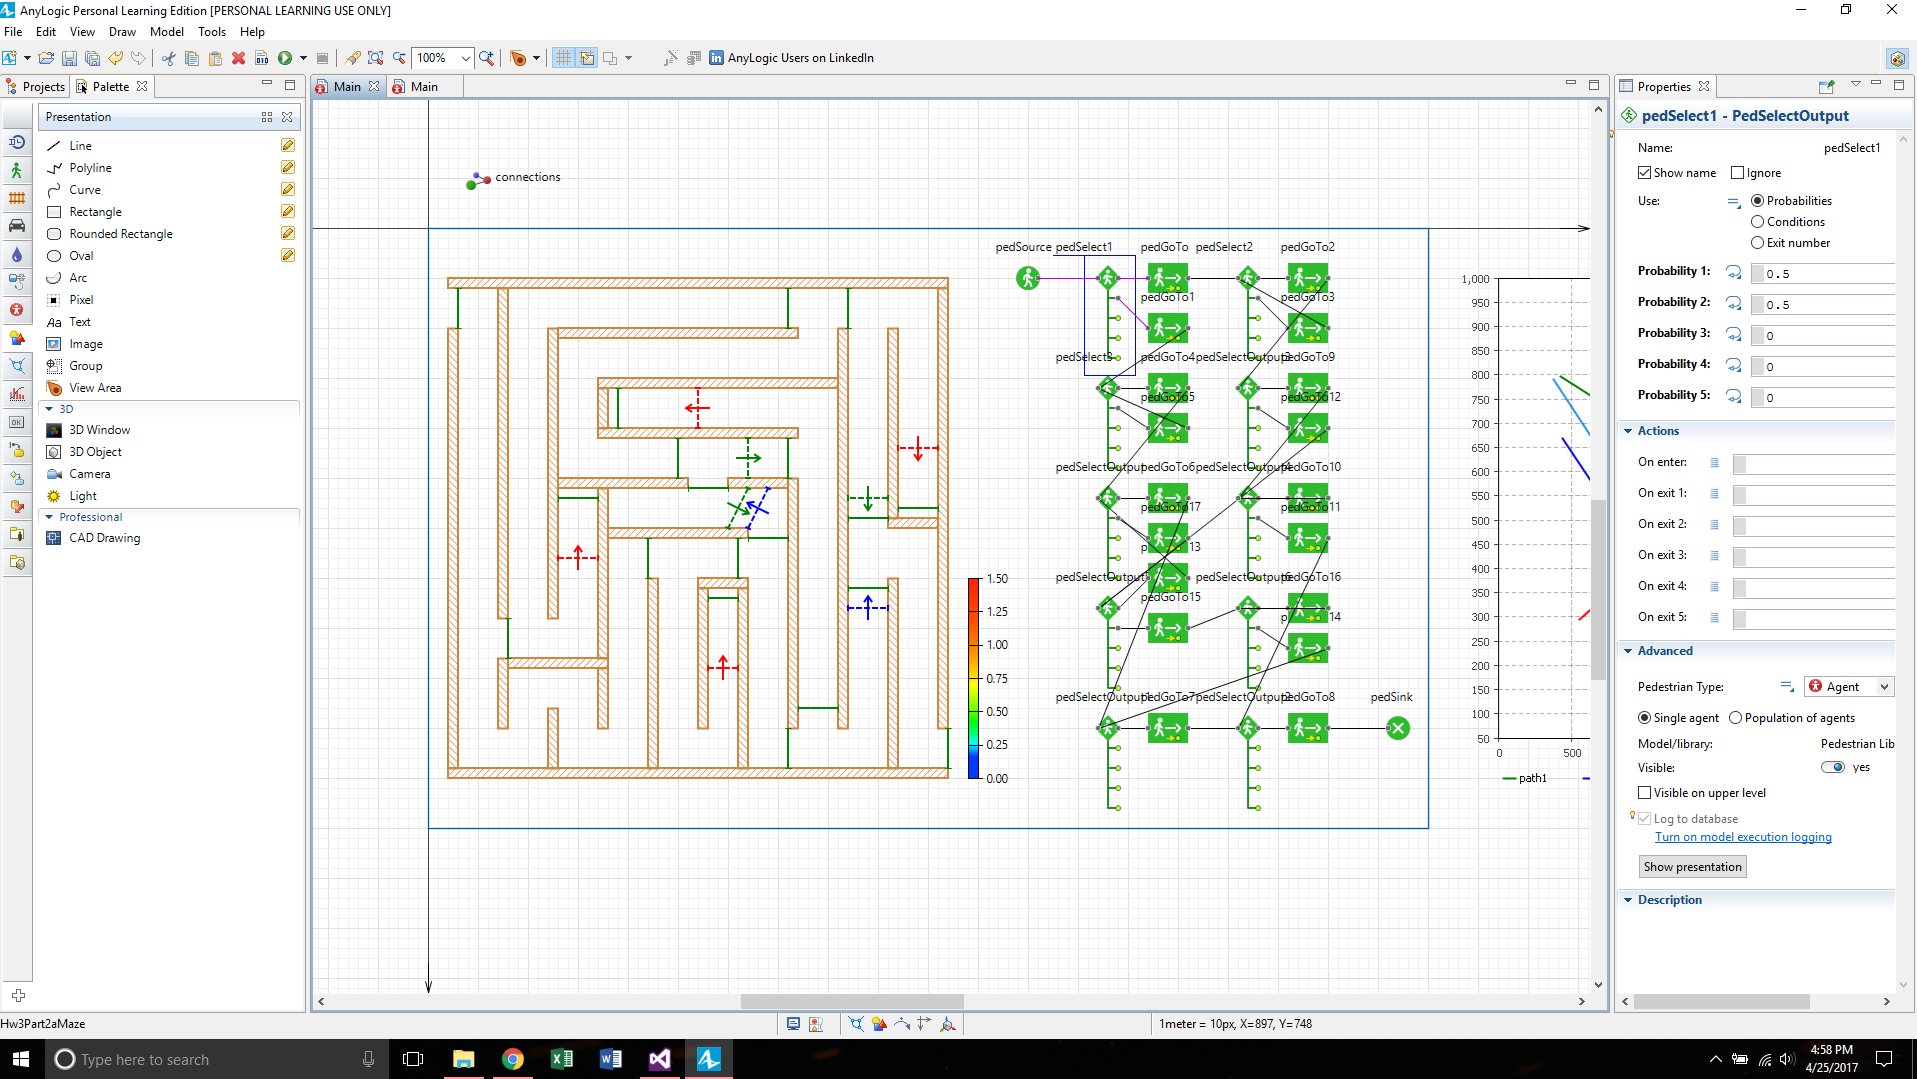 AnyLogic Personal Learning Edition [PERSONAL LEARNING USE ONLY]
File Edit View Draw Model Tools Help
100% AnyLogic Users on LinkedIn
Projects Palette
Presentation
Line
Polyline
Curve
Rectangle
Rounded Rectangle
Oval
Arc
Pixel
Aa Text
Image
Group
View Area
3D
3D Window
3D Object
Camera
Light
Professional
CAD Drawing
Main Main
connections
pedSource pedSelect1 pedGoTo pedSelect2 pedGoTo2
pedGoTo1 pedGoTo3
pedSelect3 pedGoTo4 pedSelectOutput3 pedGoTo9
pedGoTo5 pedGoTo12
pedSelectOutput pedGoTo6 pedSelectOutput4 pedGoTo10
pedGoTo17 pedGoTo11
13
pedSelectOutput pedSelectOutput6 pedGoTo16
pedGoTo15 14
pedSelectOutput1 pedGoTo7 pedSelectOutput2 pedGoTo8 pedSink
1.50
1.25
1.00
0.75
0.50
0.25
0.00
1,000
950
900
850
800
750
700
650
600
550
500
450
400
350
300
250
200
150
100
50
0 500
path1
Properties
pedSelect1 - PedSelectOutput
Name: pedSelect1
Show name Ignore
Use: Probabilities
Conditions
Exit number
Probability 1: 0.5
Probability 2: 0.5
Probability 3: 0
Probability 4: 0
Probability 5: 0
Actions
On enter:
On exit 1:
On exit 2:
On exit 3:
On exit 4:
On exit 5:
Advanced
Pedestrian Type: Agent
Single agent Population of agents
Model/library: Pedestrian Lib
Visible: yes
Visible on upper level
Log to database
Turn on model execution logging
Show presentation
Description
Hw3Part2aMaze
1meter = 10px, X=897, Y=748
Type here to search
4:58 PM
4/25/2017